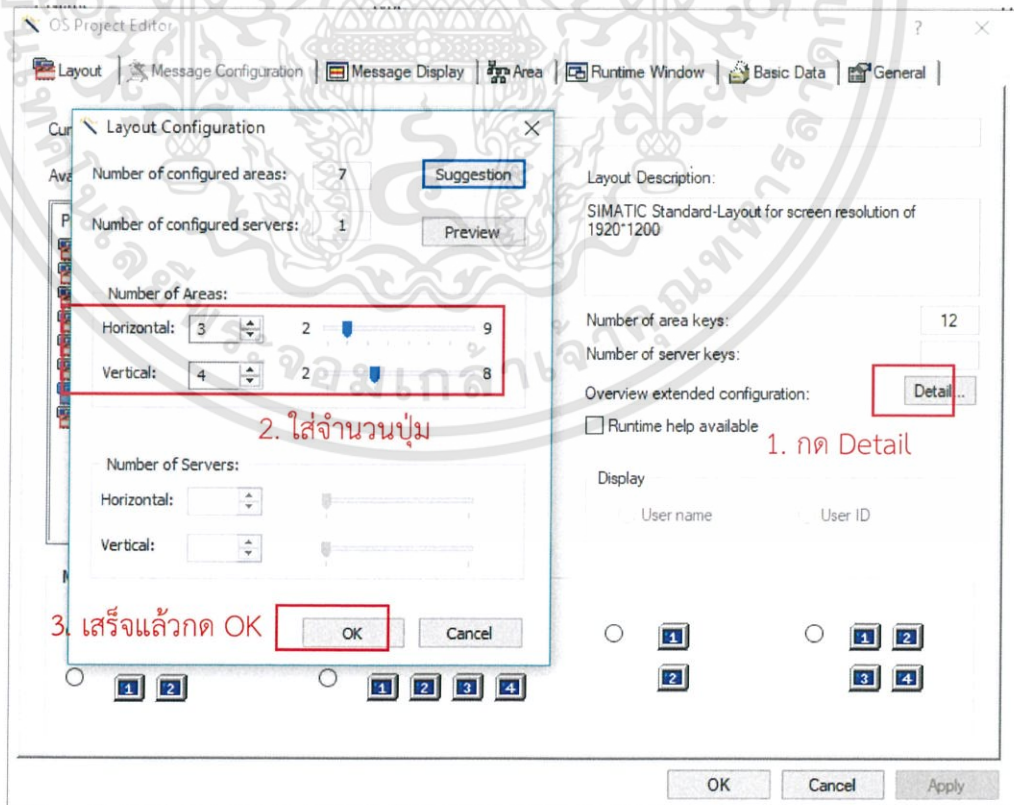 OS Project Editor
Layout
Message Configuration
Message Display
Area
Runtime Window
Basic Data
General
Cur
Ava
P
Layout Configuration
Number of configured areas: 7
Suggestion
Number of configured servers: 1
Preview
Number of Areas:
Horizontal: 3 2 9
Vertical: 4 2 8
2. ใส่จำนวนปุ่ม
Number of Servers:
Horizontal:
Vertical:
3. เสร็จแล้วกด OK
OK
Cancel
Layout Description:
SIMATIC Standard-Layout for screen resolution of
1920*1200
Number of area keys: 12
Number of server keys:
Overview extended configuration:
Detail...
Runtime help available
1. กด Detail
Display
User name
User ID
1 2
1 2 3 4
1
2
1 2
3 4
OK
Cancel
Apply